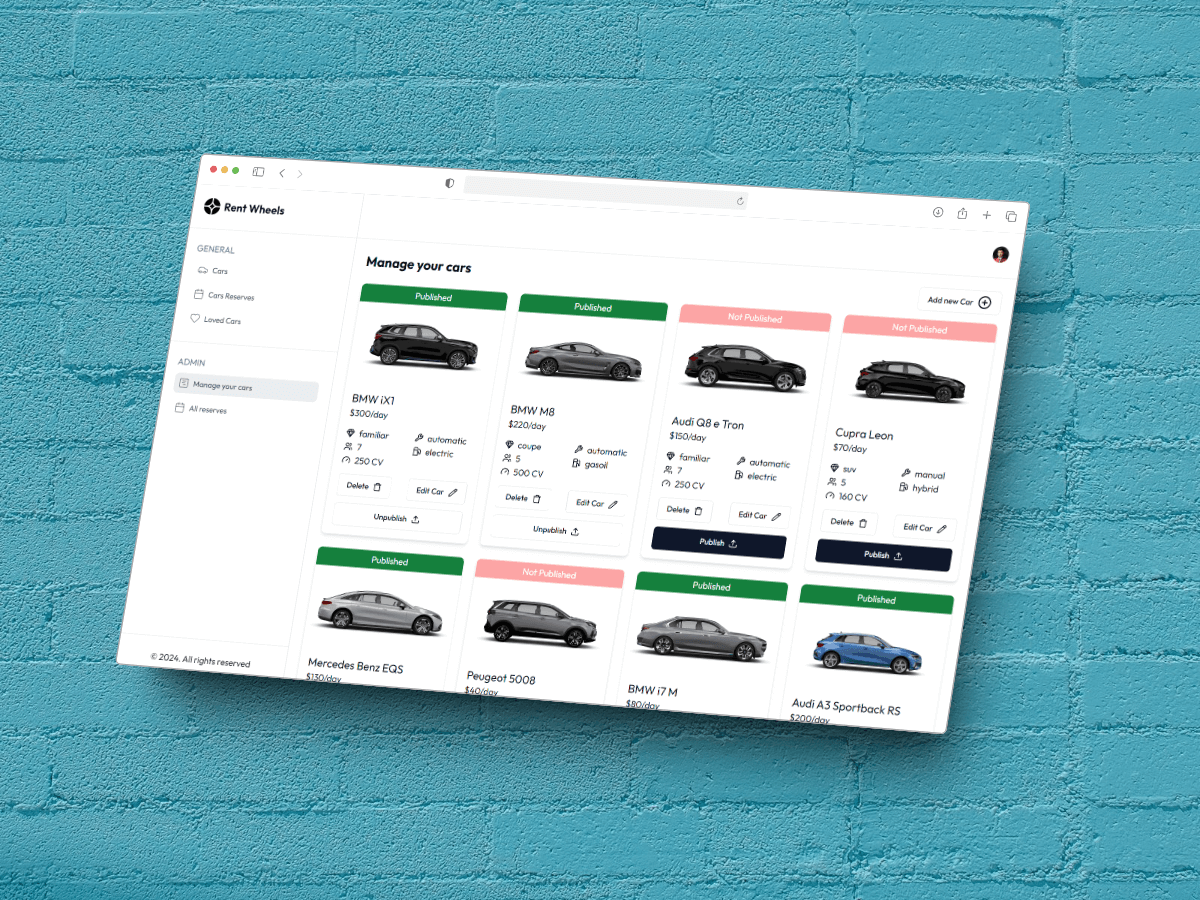 Rent Wheels
GENERAL
Cars
Cars Reserves
Loved Cars
ADMIN
Manage your cars
All reserves
© 2024. All rights reserved
Manage your cars
Add new Car
Published
BMW iX1
$300/day
familiar
automatic
7
electric
250 CV
Delete
Edit Car
Unpublish
Published
BMW M8
$220/day
coupe
automatic
5
gasoil
500 CV
Delete
Edit Car
Unpublish
Not Published
Audi Q8 e Tron
$150/day
familiar
automatic
7
electric
250 CV
Delete
Edit Car
Publish
Not Published
Cupra Leon
$70/day
suv
manual
5
hybrid
160 CV
Delete
Edit Car
Publish
Published
Mercedes Benz EQS
$130/day
Not Published
Peugeot 5008
$40/day
Published
BMW i7 M
$80/day
Published
Audi A3 Sportback RS
$200/day